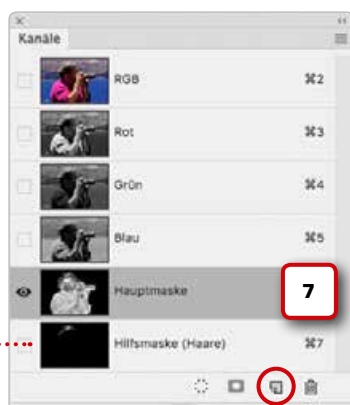 Kanäle
RGB ⌘2
Rot ⌘3
Grün ⌘4
Blau ⌘5
Hauptmaske 7
Hilfsmaske (Haare) ⌘7